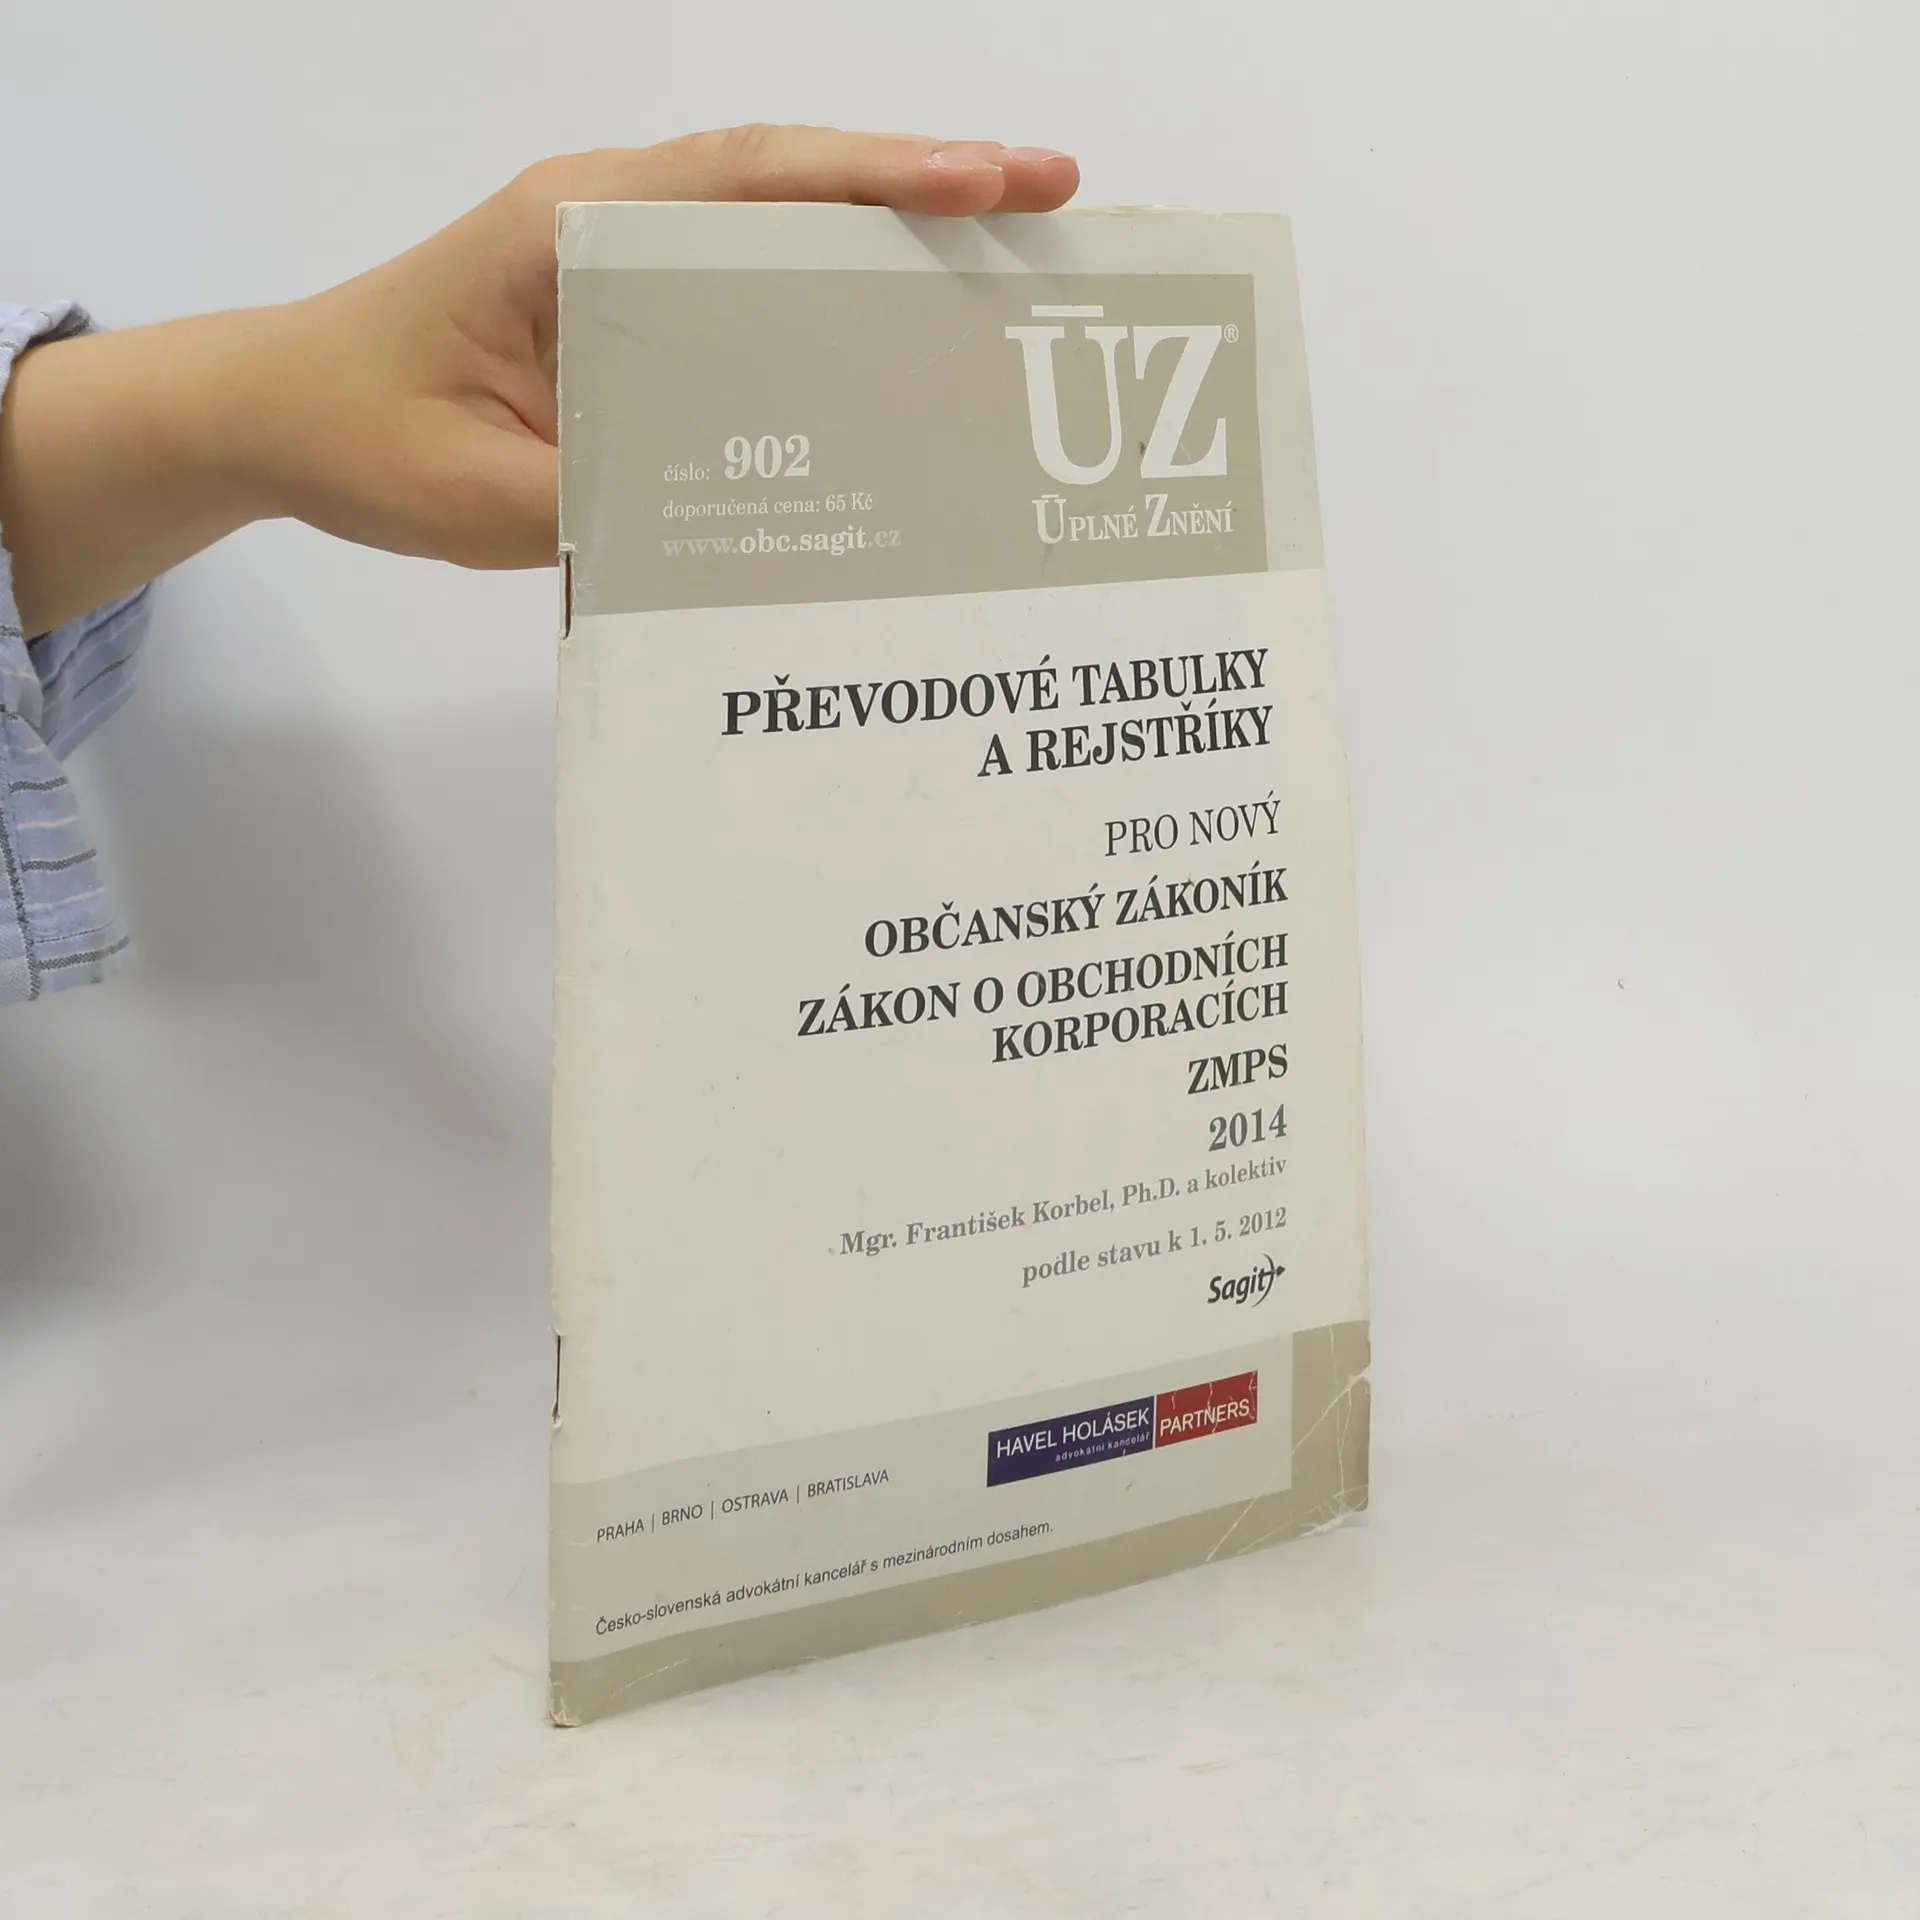 ŪZ®
číslo: 902
doporučená cena: 65 Kč
www.obc.sagit.cz
ŪPLNÉ ZNĚNÍ
PŘEVODOVÉ TABULKY
A REJSTŘÍKY
PRO NOVÝ
OBČANSKÝ ZÁKONÍK
ZÁKON O OBCHODNÍCH
KORPORACÍCH
ZMPS
2014
Mgr. František Korbel, Ph.D. a kolektiv
podle stavu k 1. 5. 2012
Sagit
HAVEL HOLÁSEK PARTNERS
advokátní kancelář
PRAHA | BRNO | OSTRAVA | BRATISLAVA
Česko-slovenská advokátní kancelář s mezinárodním dosahem.